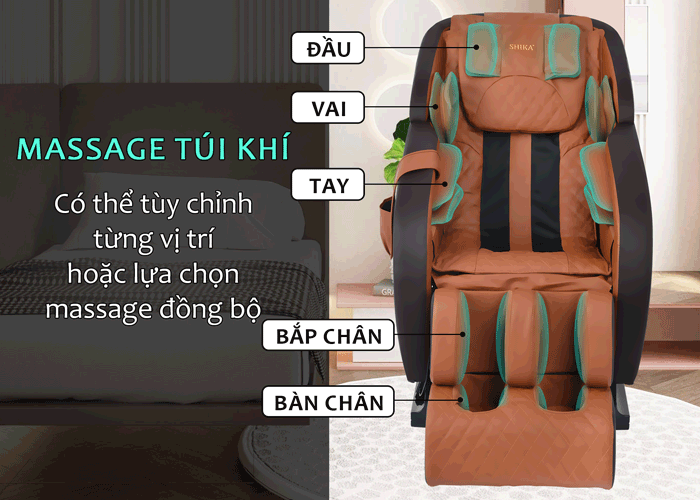 MASSAGE TÚI KHÍ
Có thể tùy chỉnh
từng vị trí
hoặc lựa chọn
massage đồng bộ
ĐẦU
VAI
TAY
BẮP CHÂN
BÀN CHÂN
SHIKA